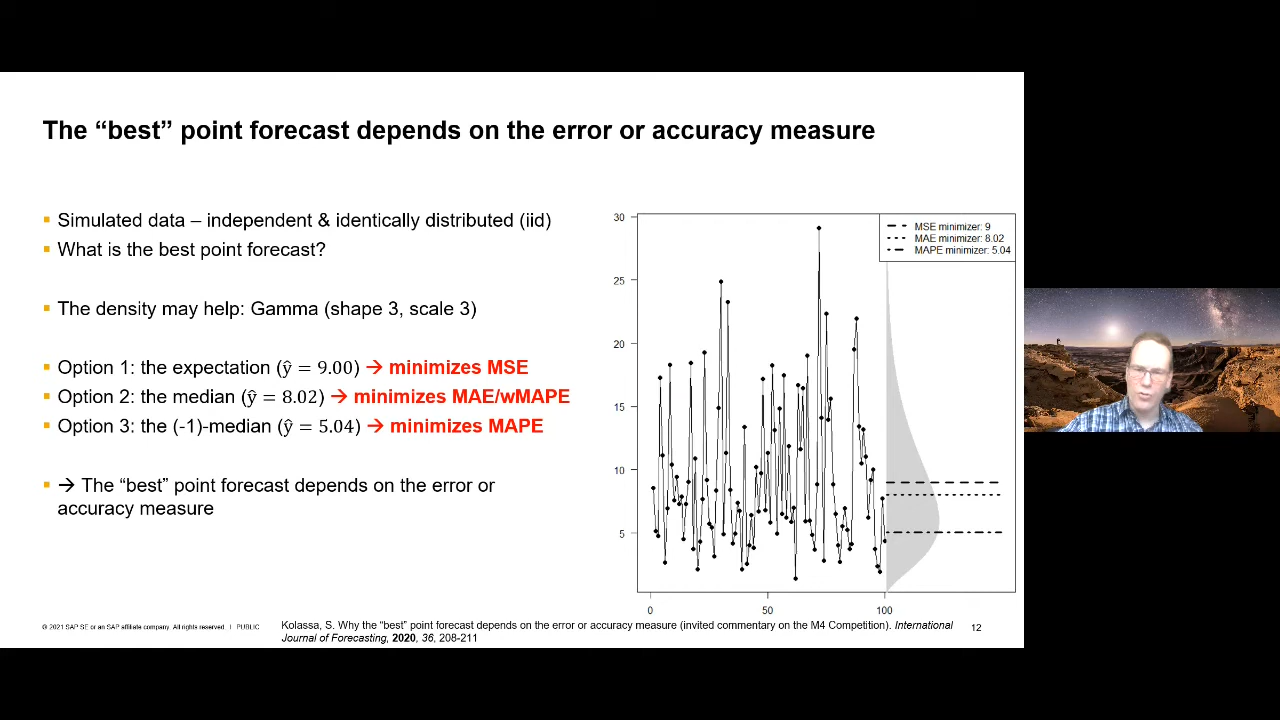 The “best” point forecast depends on the error or accuracy measure
Simulated data – independent & identically distributed (iid)
What is the best point forecast?
The density may help: Gamma (shape 3, scale 3)
Option 1: the expectation (ŷ = 9.00) → minimizes MSE
Option 2: the median (ŷ = 8.02) → minimizes MAE/wMAPE
Option 3: the (-1)-median (ŷ = 5.04) → minimizes MAPE
→ The “best” point forecast depends on the error or
accuracy measure
30
25
20
15
10
5
0
50
100
MSE minimizer: 9
MAE minimizer: 8.02
MAPE minimizer: 5.04
© 2021 SAP SE or an SAP affiliate company. All rights reserved. I PUBLIC
Kolassa, S. Why the “best” point forecast depends on the error or accuracy measure (invited commentary on the M4 Competition). International
Journal of Forecasting, 2020, 36, 208-211
12